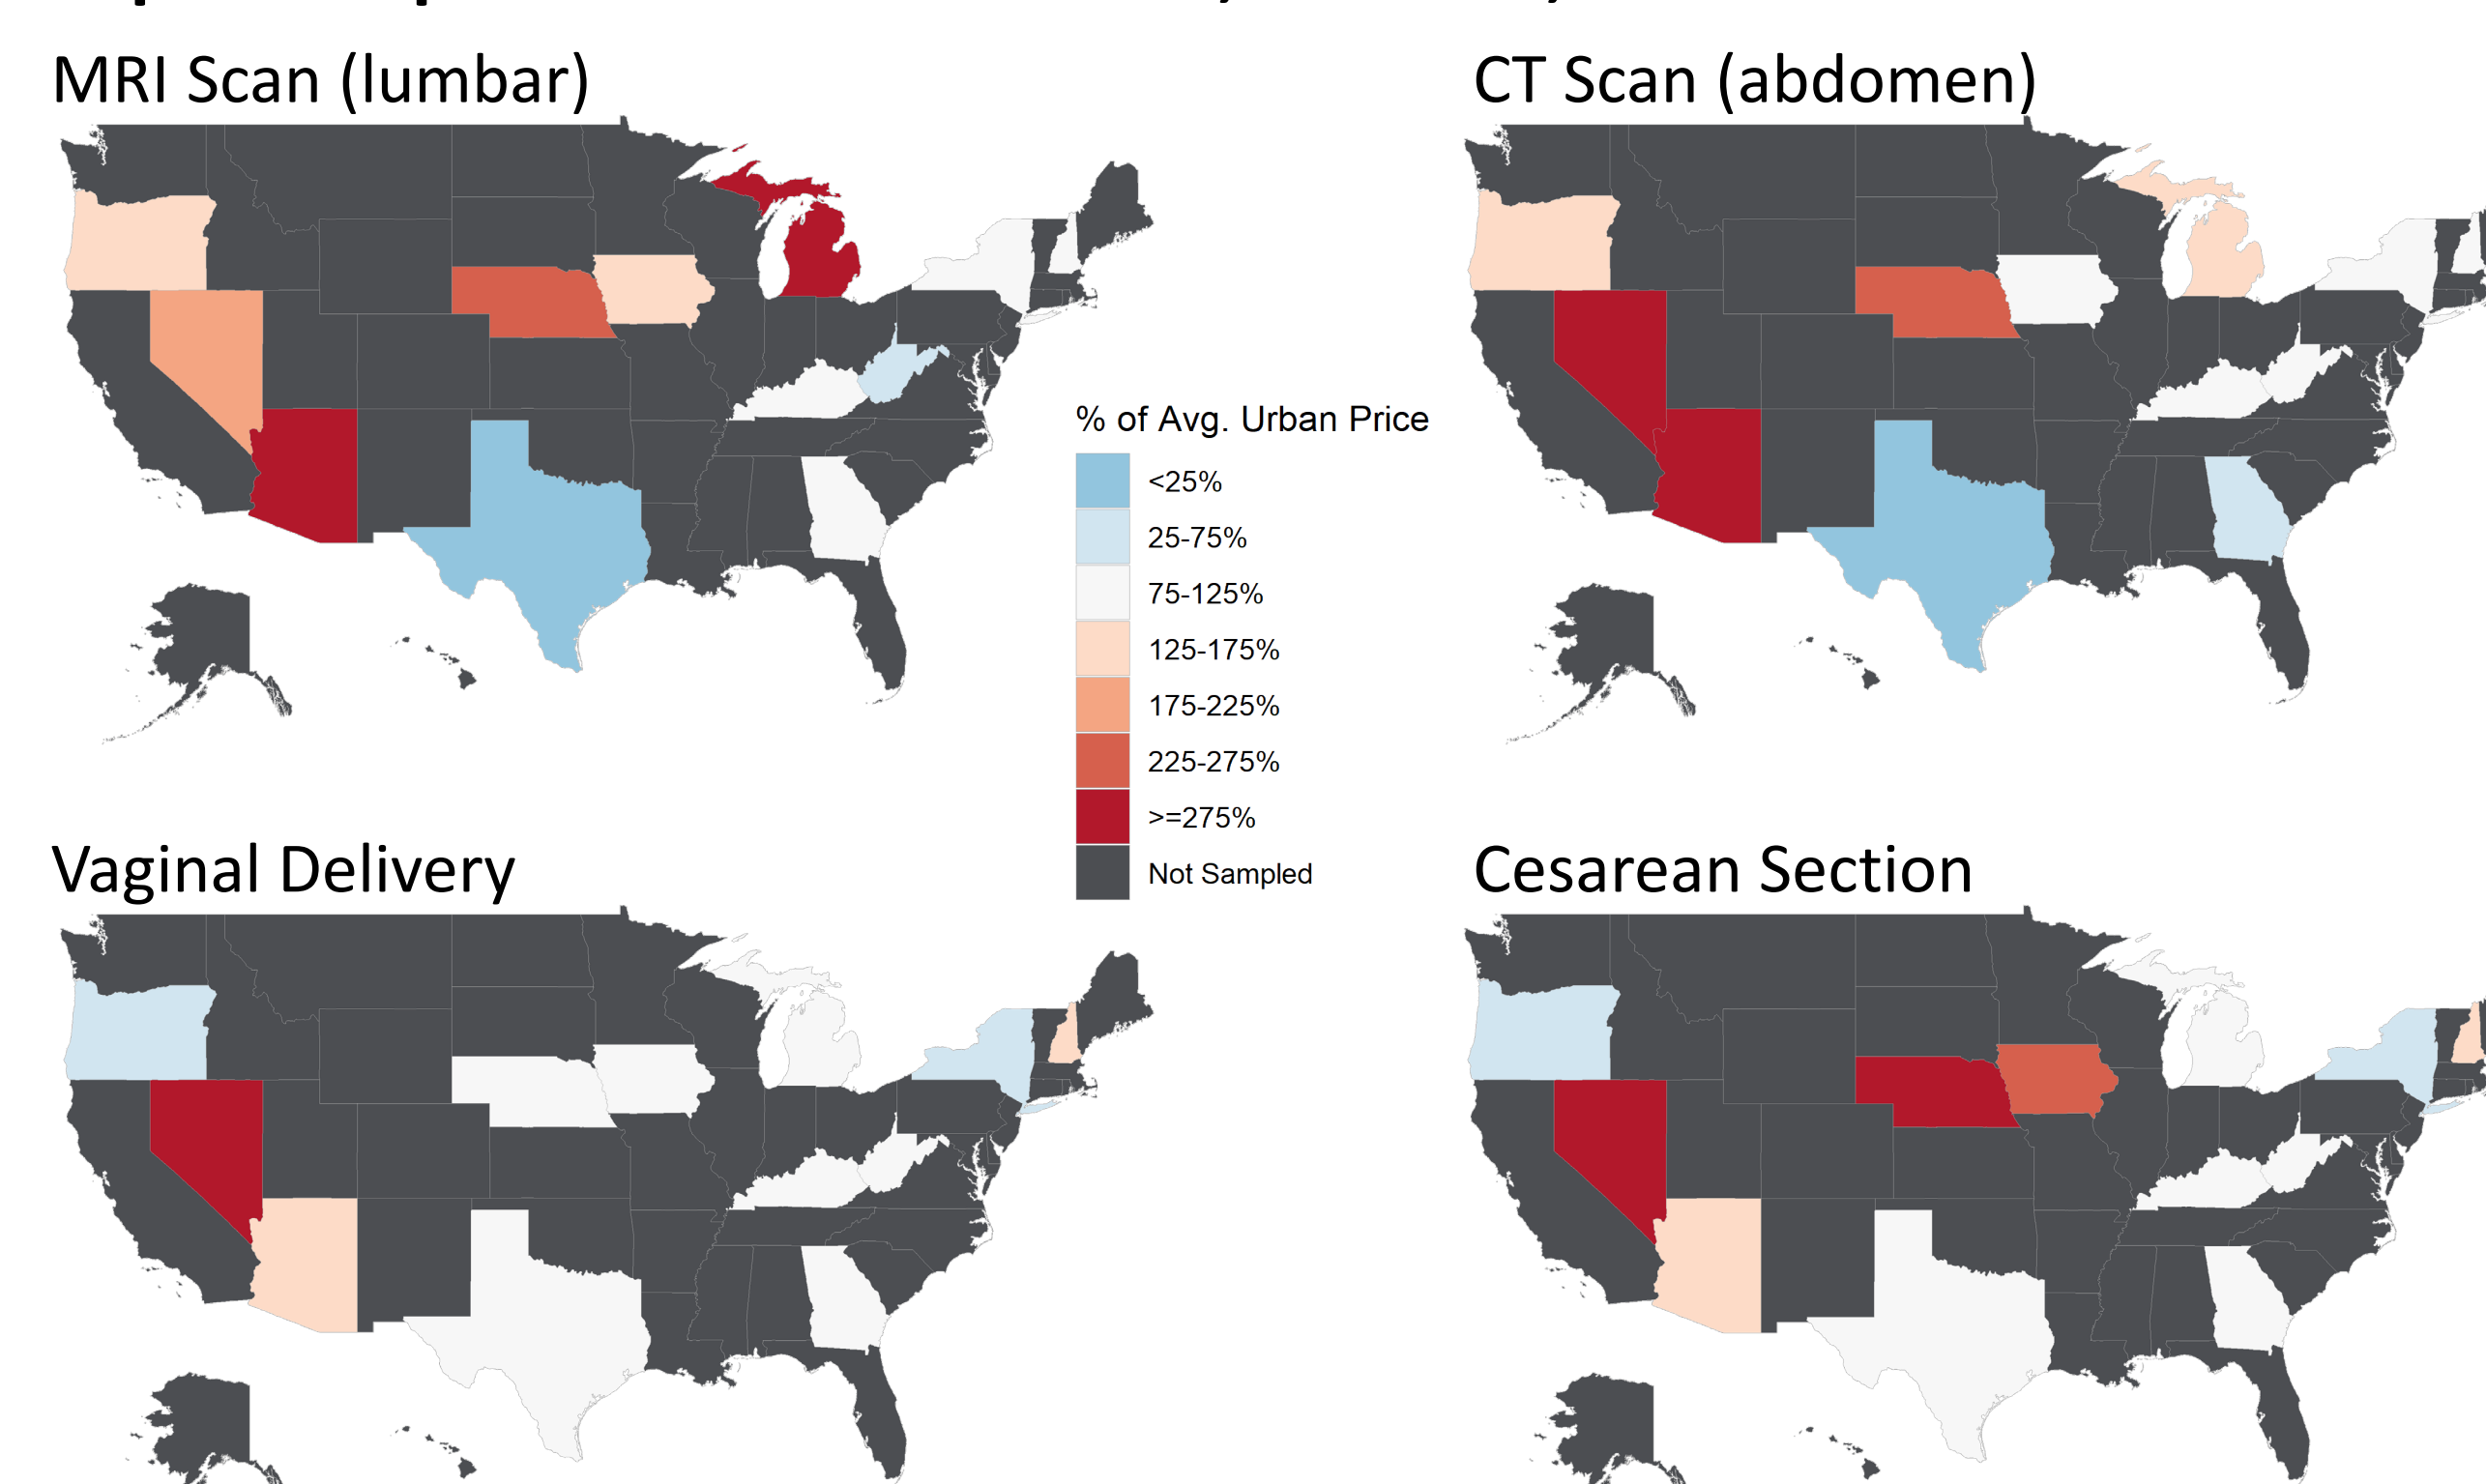 MRI Scan (lumbar)
CT Scan (abdomen)
% of Avg. Urban Price
<25%
25-75%
75-125%
125-175%
175-225%
225-275%
>=275%
Not Sampled
Vaginal Delivery
Cesarean Section